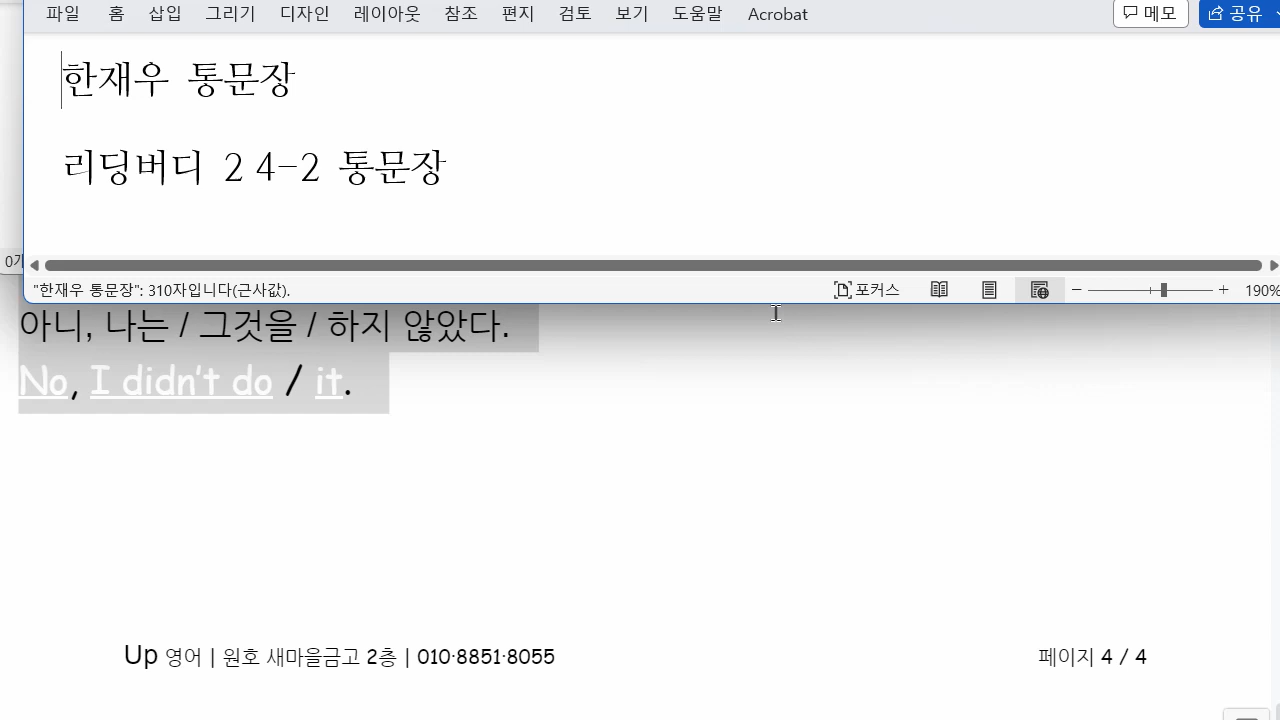 파일 홈 삽입 그리기 디자인 레이아웃 참조 편지 검토 보기 도움말 Acrobat 메모 공유
한재우 통문장
리딩버디 2 4-2 통문장
"한재우 통문장": 310자입니다(근사값). 포커스 190%
아니, 나는 / 그것을 / 하지 않았다.
No, I didn't do / it.
Up 영어 | 원호 새마을금고 2층 | 010·8851·8055 페이지 4 / 4